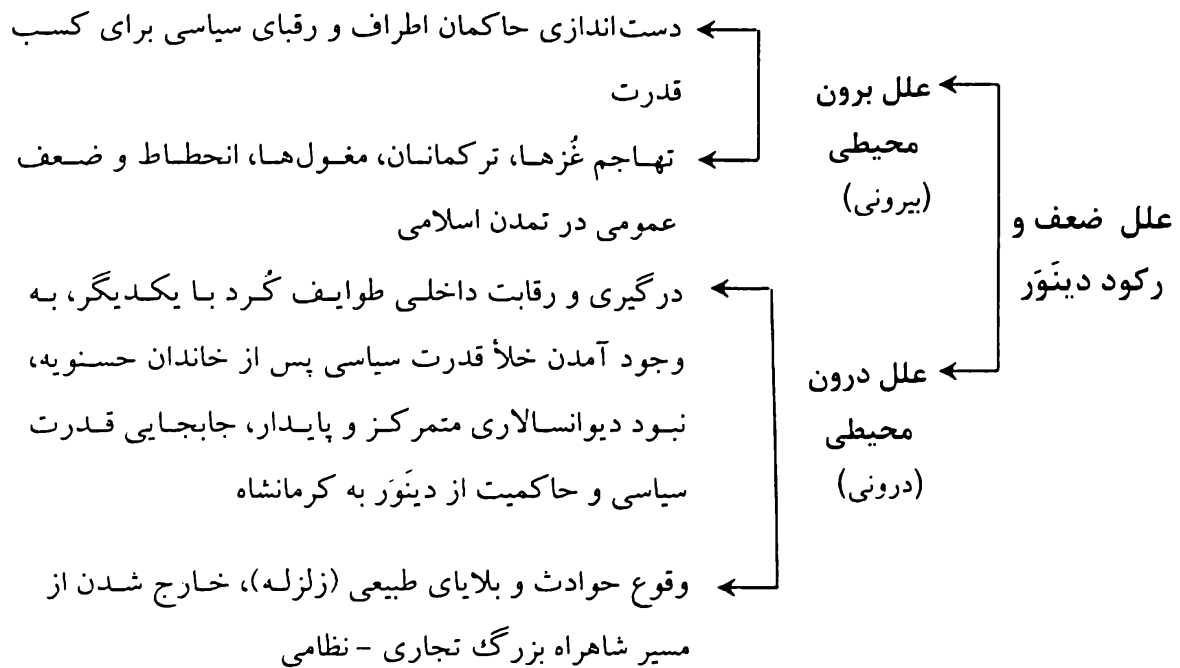 علل ضعف و
رکود دینَوَر
علل برون
محیطی
(بیرونی)
دست‌اندازی حاکمان اطراف و رقبای سیاسی برای کسب
قدرت
تهاجم غُزها، ترکمانان، مغول‌ها، انحطاط و ضعف
عمومی در تمدن اسلامی
علل درون
محیطی
(درونی)
درگیری و رقابت داخلی طوایف کُرد با یکدیگر، به
وجود آمدن خلأ قدرت سیاسی پس از خاندان حسنویه،
نبود دیوانسالاری متمرکز و پایدار، جابجایی قدرت
سیاسی و حاکمیت از دینَوَر به کرمانشاه
وقوع حوادث و بلایای طبیعی (زلزله)، خارج شدن از
مسیر شاهراه بزرگ تجاری - نظامی